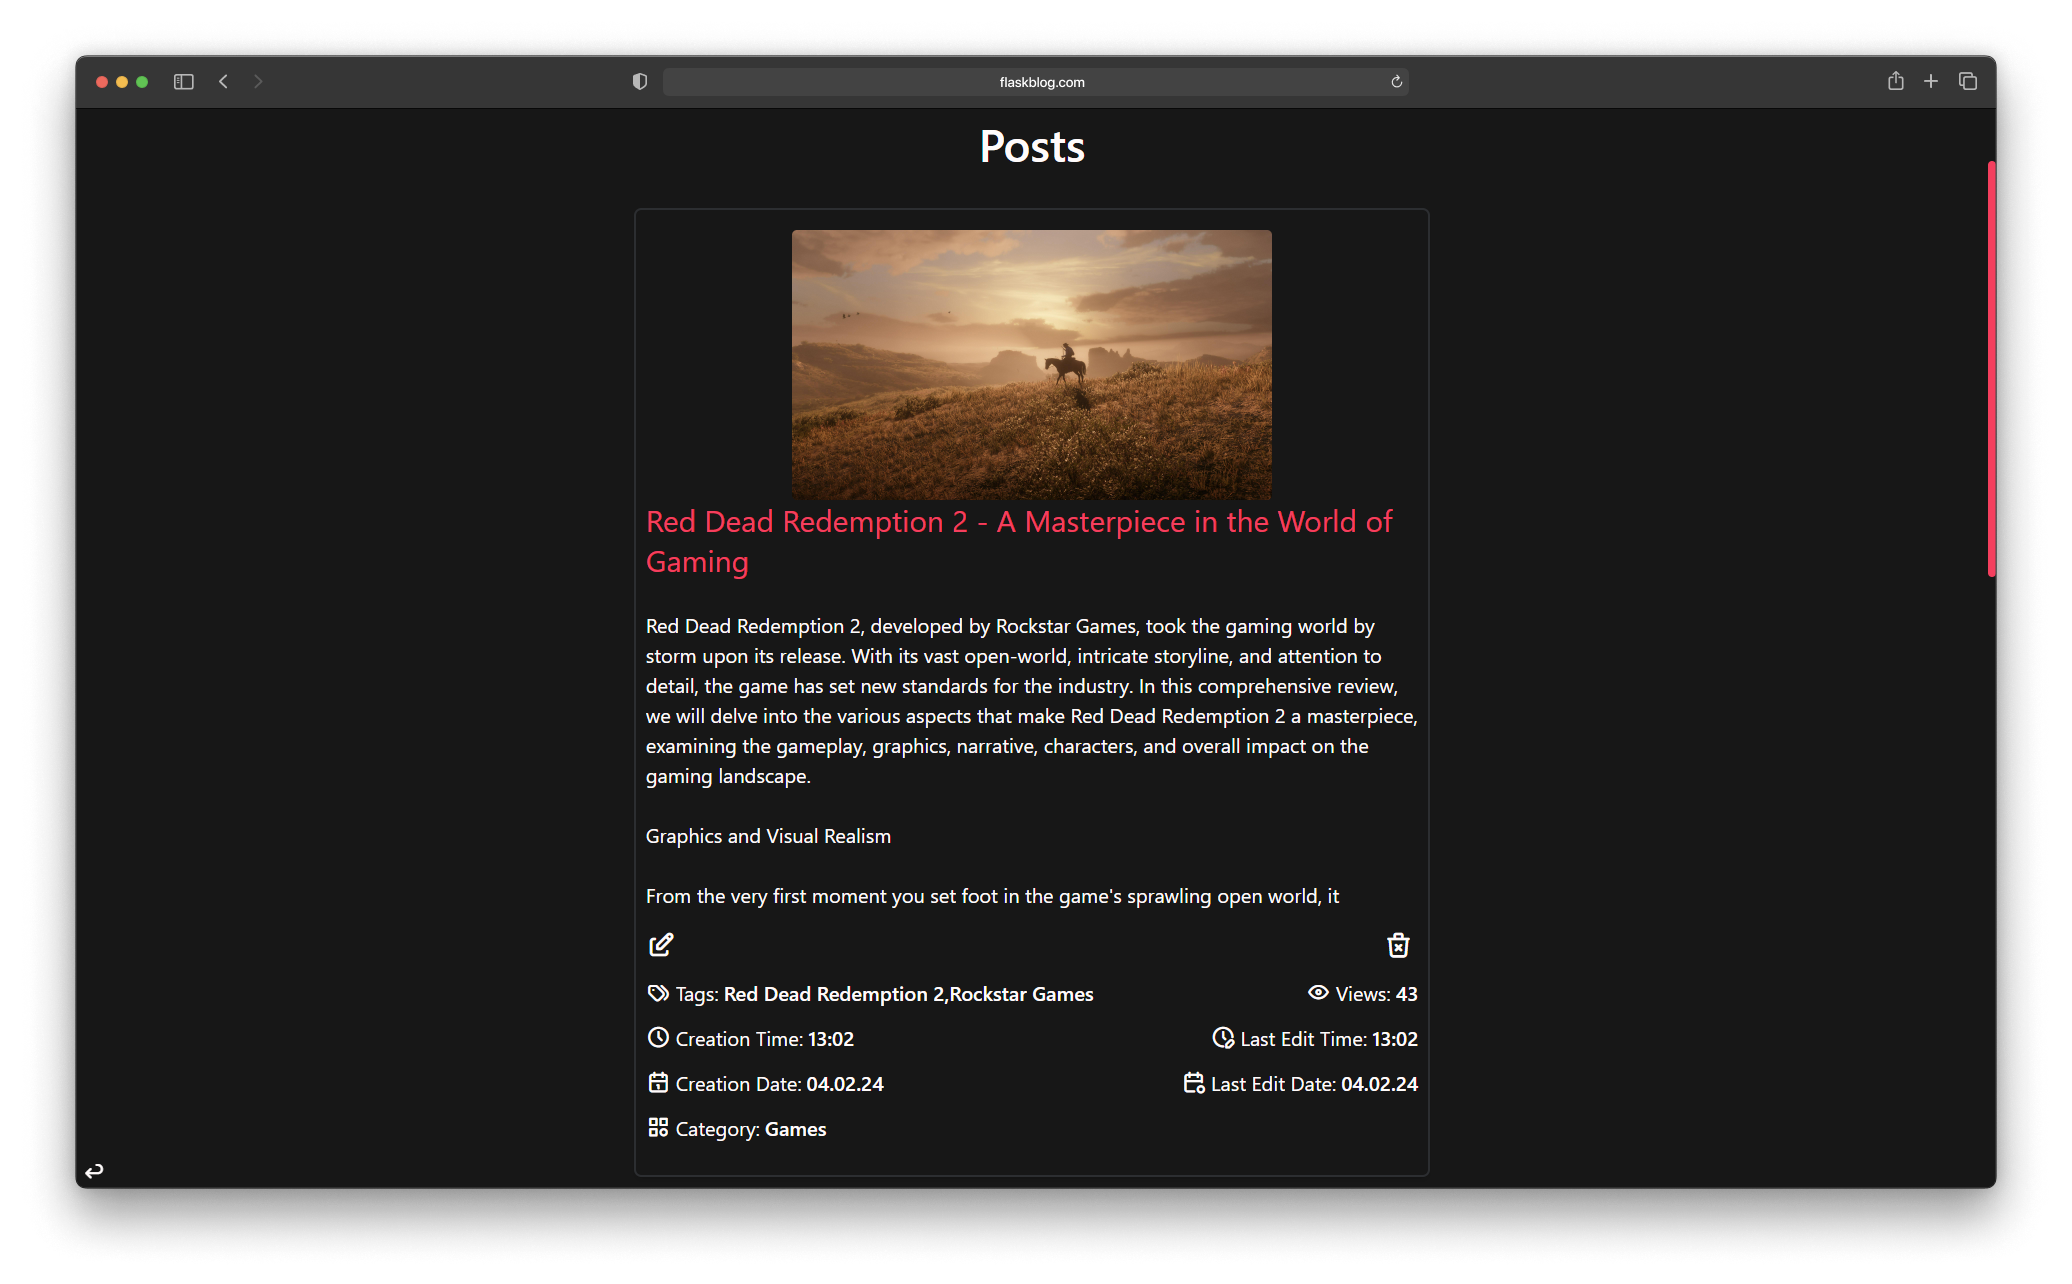 flaskblog.com
Posts
Red Dead Redemption 2 - A Masterpiece in the World of
Gaming
Red Dead Redemption 2, developed by Rockstar Games, took the gaming world by
storm upon its release. With its vast open-world, intricate storyline, and attention to
detail, the game has set new standards for the industry. In this comprehensive review,
we will delve into the various aspects that make Red Dead Redemption 2 a masterpiece,
examining the gameplay, graphics, narrative, characters, and overall impact on the
gaming landscape.
Graphics and Visual Realism
From the very first moment you set foot in the game's sprawling open world, it
Tags: Red Dead Redemption 2,Rockstar Games Views: 43
Creation Time: 13:02 Last Edit Time: 13:02
Creation Date: 04.02.24 Last Edit Date: 04.02.24
Category: Games